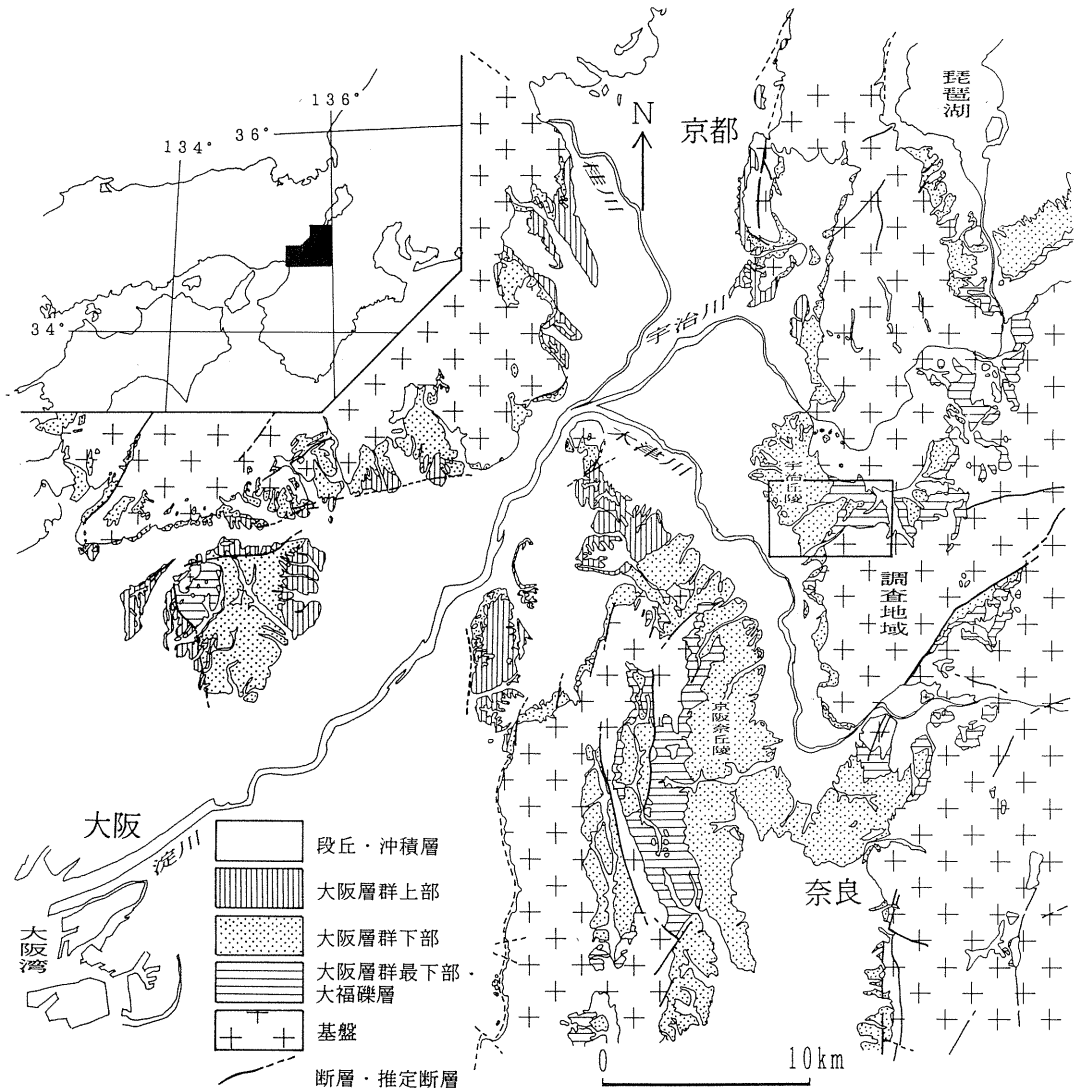 136°
36°
134°
34°
N
京都
琵琶湖
桂川
宇治川
木津川
宇治丘陵
調査地域
京阪奈丘陵
大阪
淀川
大阪湾
奈良
段丘・沖積層
大阪層群上部
大阪層群下部
大阪層群最下部・
大福礫層
基盤
断層・推定断層
0 10km